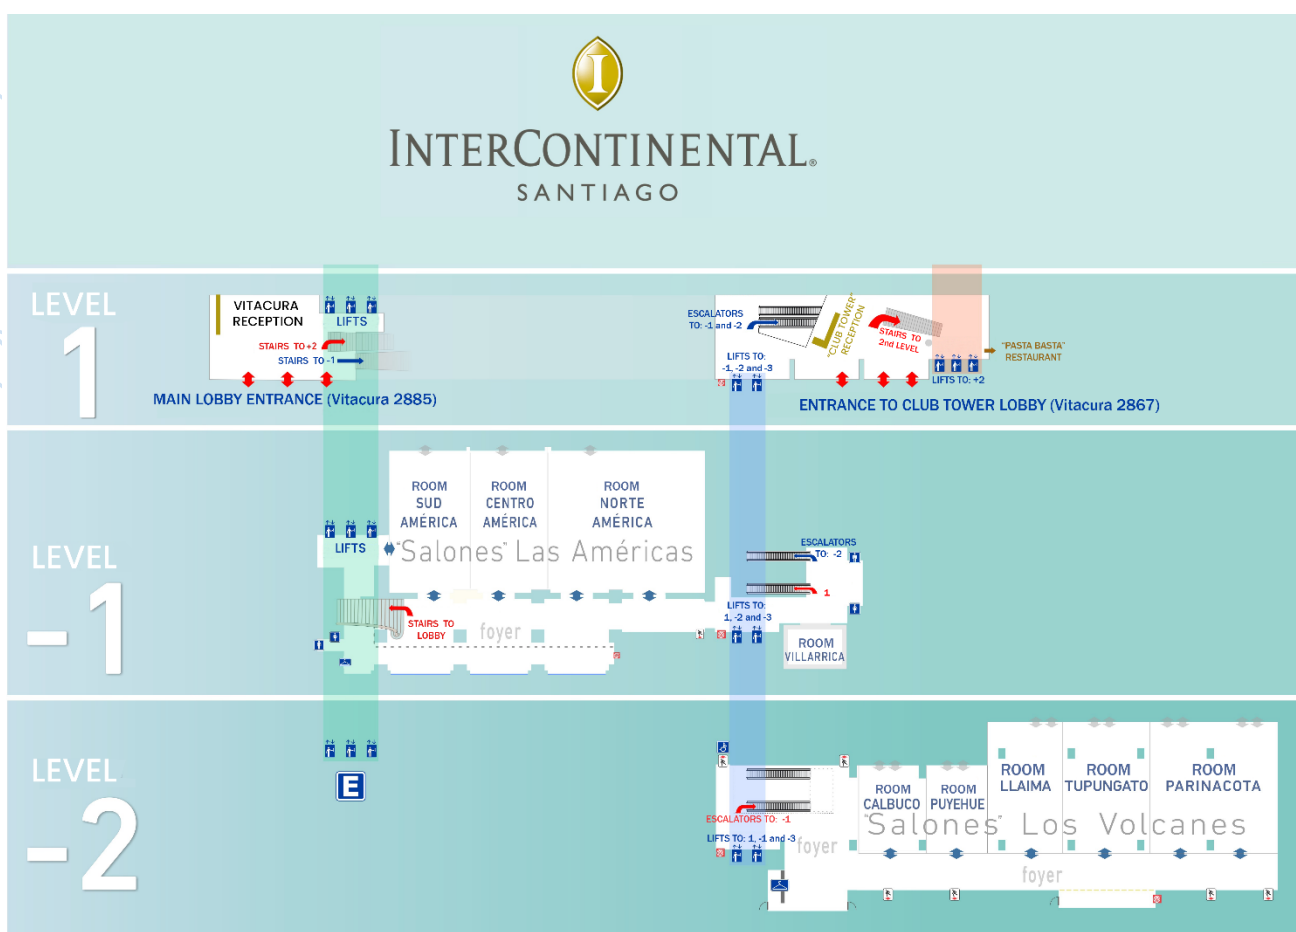 I
INTERCONTINENTAL®
SANTIAGO
LEVEL
1
VITACURA
RECEPTION
LIFTS
STAIRS TO +2
STAIRS TO -1
MAIN LOBBY ENTRANCE (Vitacura 2885)
ESCALATORS
TO: -1 and -2
LIFTS TO:
-1, -2 and -3
"CLUB TOWER"
RECEPTION
STAIRS TO
2nd LEVEL
LIFTS TO: +2
"PASTA BASTA"
RESTAURANT
ENTRANCE TO CLUB TOWER LOBBY (Vitacura 2867)
LEVEL
-1
LIFTS
ROOM
SUD
AMÉRICA
ROOM
CENTRO
AMÉRICA
ROOM
NORTE
AMÉRICA
"Salones" Las Américas
STAIRS TO
LOBBY
foyer
ESCALATORS
TO: -2
1
LIFTS TO:
1, -2 and -3
ROOM
VILLARRICA
LEVEL
-2
E
ESCALATORS TO: -1
LIFTS TO: 1, -1 and -3
foyer
ROOM
CALBUCO
ROOM
PUYEHUE
ROOM
LLAIMA
ROOM
TUPUNGATO
ROOM
PARINACOTA
"Salones" Los Volcanes
foyer